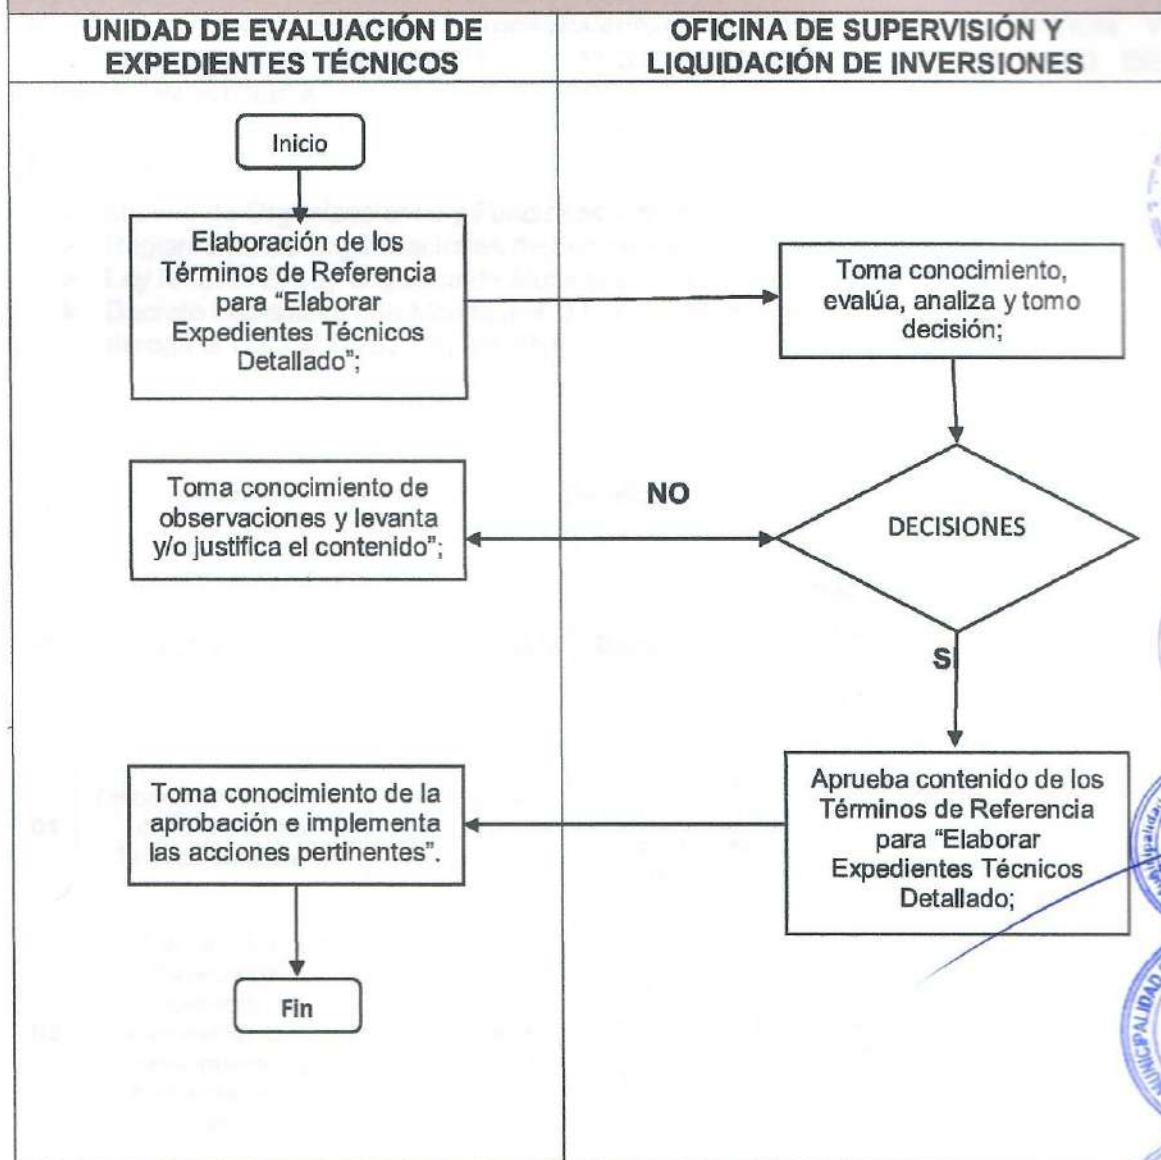 UNIDAD DE EVALUACIÓN DE
EXPEDIENTES TÉCNICOS
OFICINA DE SUPERVISIÓN Y
LIQUIDACIÓN DE INVERSIONES
Inicio
Elaboración de los
Términos de Referencia
para “Elaborar
Expedientes Técnicos
Detallado”;
Toma conocimiento,
evalúa, analiza y tomo
decisión;
Toma conocimiento de
observaciones y levanta
y/o justifica el contenido”;
NO
DECISIONES
SI
Toma conocimiento de la
aprobación e implementa
las acciones pertinentes”.
Aprueba contenido de los
Términos de Referencia
para “Elaborar
Expedientes Técnicos
Detallado;
Fin
MUNICIPALIDAD